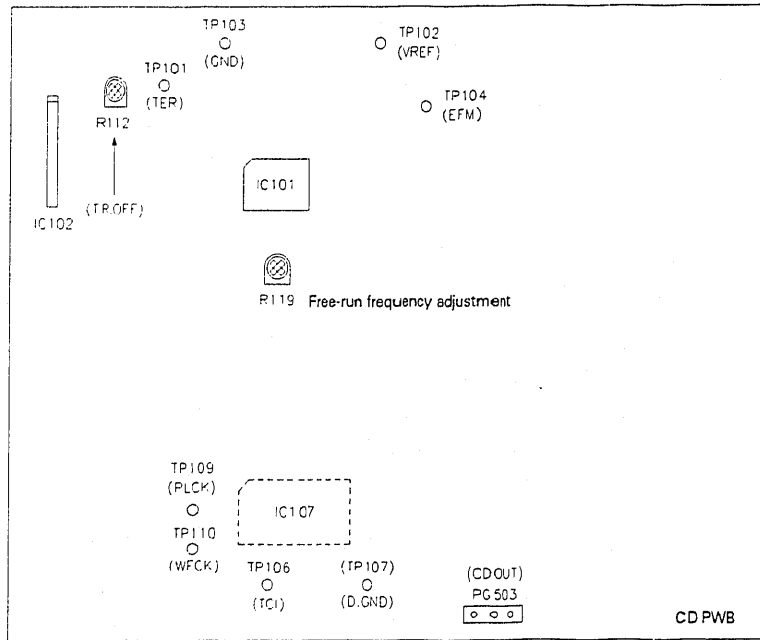 TP103
(GND)
TP102
(VREF)
TP101
(TER)
TP104
(EFM)
R112
IC101
(TR.OFF)
IC102
R119 Free-run frequency adjustment
TP109
(PLCK)
IC107
TP110
(WFCK)
TP106
(TCI)
(TP107)
(D.GND)
(CDOUT)
PG503
CD PWB